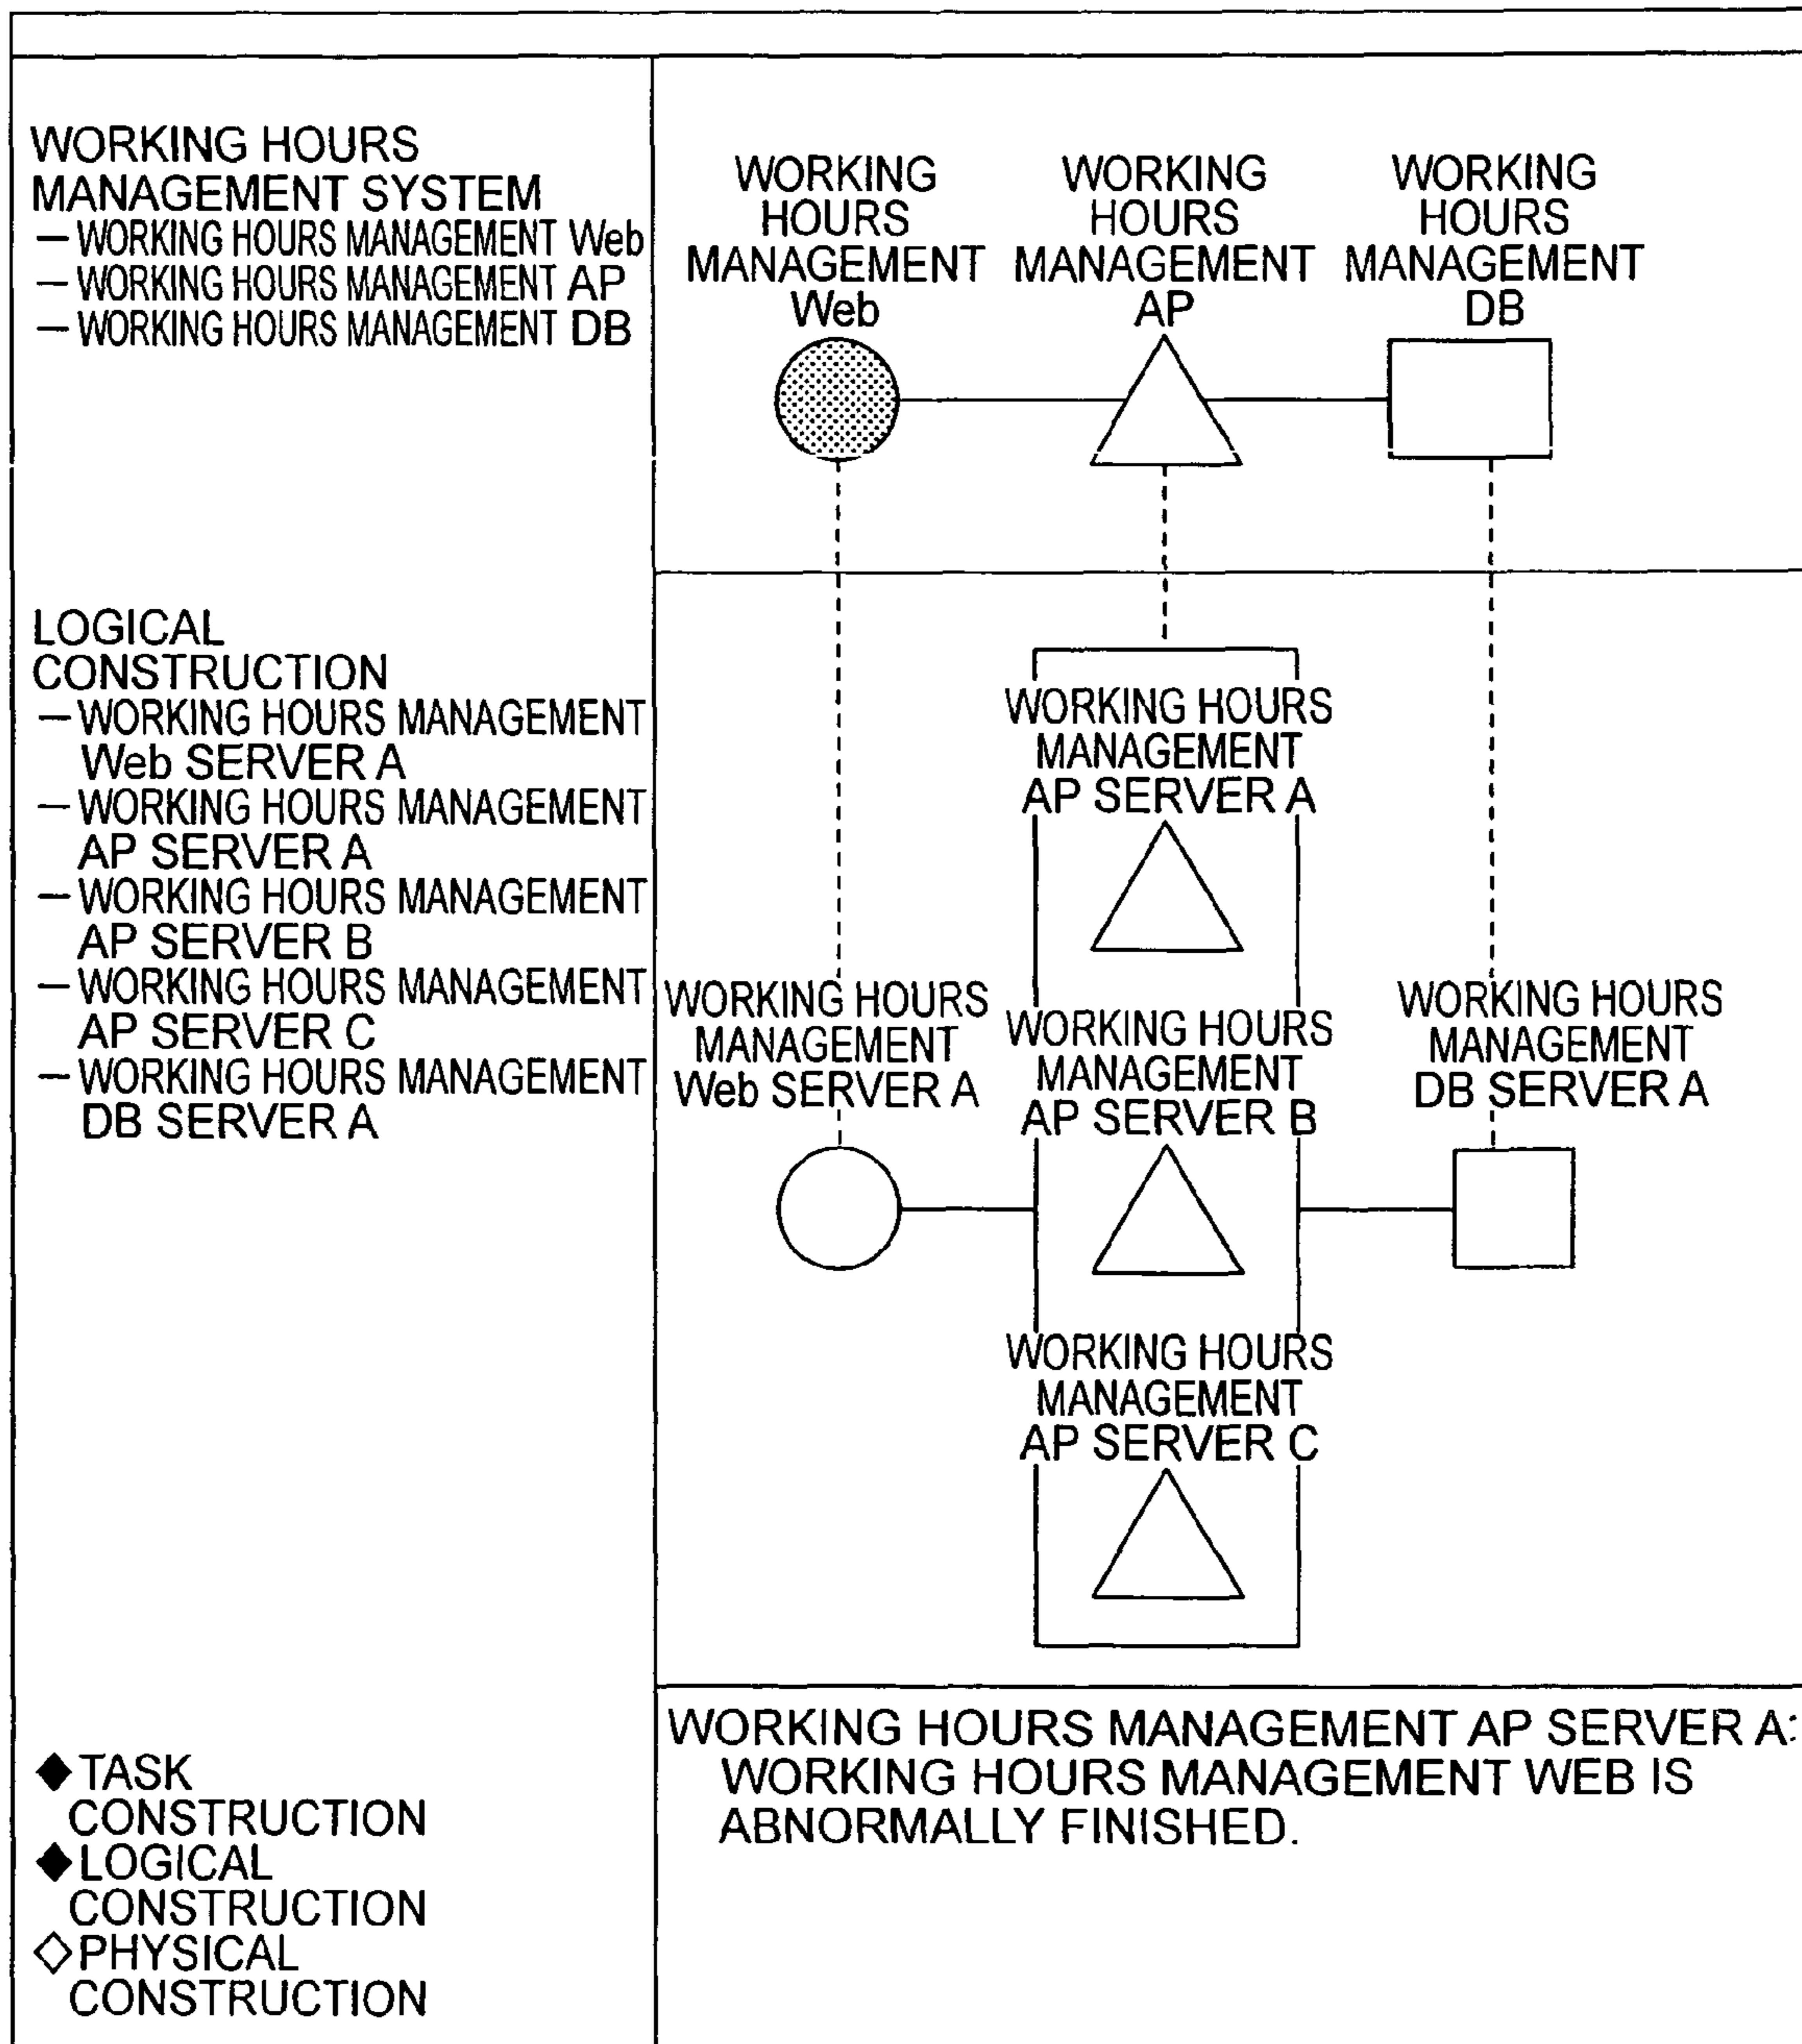 WORKING HOURS
MANAGEMENT SYSTEM
— WORKING HOURS MANAGEMENT Web
— WORKING HOURS MANAGEMENT AP
— WORKING HOURS MANAGEMENT DB
LOGICAL
CONSTRUCTION
— WORKING HOURS MANAGEMENT
Web SERVER A
— WORKING HOURS MANAGEMENT
AP SERVER A
— WORKING HOURS MANAGEMENT
AP SERVER B
— WORKING HOURS MANAGEMENT
AP SERVER C
— WORKING HOURS MANAGEMENT
DB SERVER A
◆ TASK
CONSTRUCTION
◆ LOGICAL
CONSTRUCTION
◇ PHYSICAL
CONSTRUCTION
WORKING
HOURS
MANAGEMENT
Web
WORKING
HOURS
MANAGEMENT
AP
WORKING
HOURS
MANAGEMENT
DB
WORKING HOURS
MANAGEMENT
Web SERVER A
WORKING HOURS
MANAGEMENT
AP SERVER A
WORKING HOURS
MANAGEMENT
AP SERVER B
WORKING HOURS
MANAGEMENT
AP SERVER C
WORKING HOURS
MANAGEMENT
DB SERVER A
WORKING HOURS MANAGEMENT AP SERVER A:
WORKING HOURS MANAGEMENT WEB IS
ABNORMALLY FINISHED.